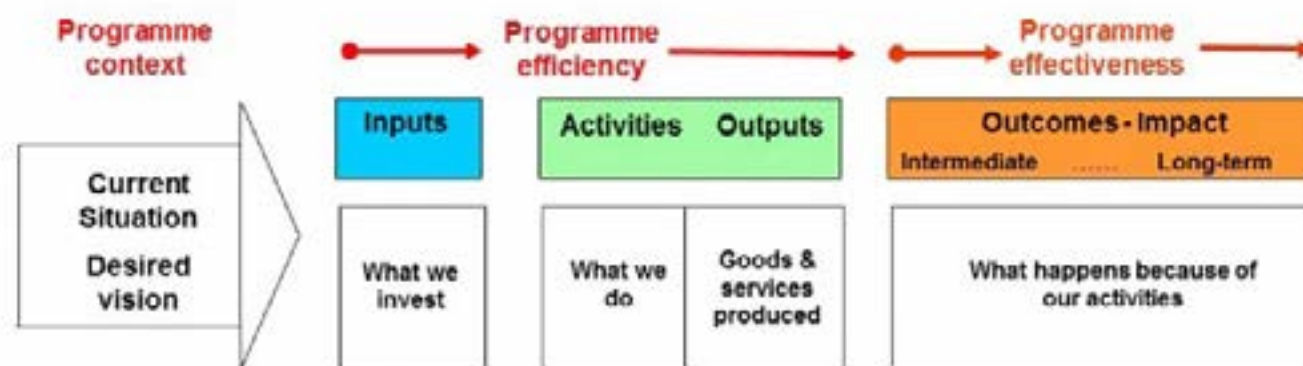 Programme
context
Programme
efficiency
Programme
effectiveness
Inputs
Activities Outputs
Outcomes - Impact
Intermediate ...... Long-term
Current
Situation
Desired
vision
What we
invest
What we
do
Goods &
services
produced
What happens because of
our activities